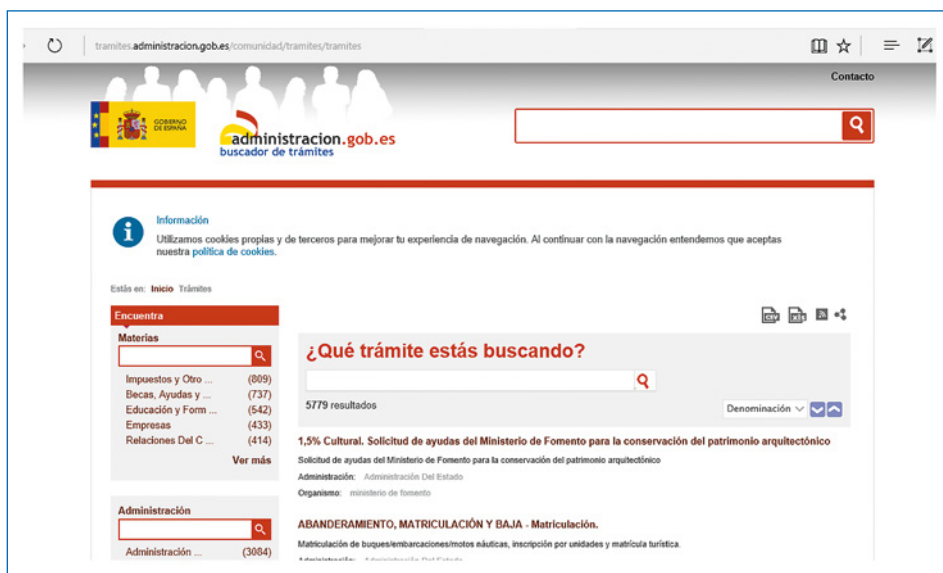 tramites.administracion.gob.es/comunidad/tramites/tramites
Contacto
GOBIERNO
DE ESPAÑA
administracion.gob.es
buscador de trámites
Información
Utilizamos cookies propias y de terceros para mejorar tu experiencia de navegación. Al continuar con la navegación entendemos que aceptas
nuestra política de cookies.
Estás en: Inicio Trámites
Encuentra
Materias
Impuestos y Otro ... (809)
Becas, Ayudas y ... (737)
Educación y Form ... (542)
Empresas (433)
Relaciones Del C ... (414)
Ver más
Administración
Administración ... (3084)
CSV XLS
¿Qué trámite estás buscando?
5779 resultados
Denominación
1,5% Cultural. Solicitud de ayudas del Ministerio de Fomento para la conservación del patrimonio arquitectónico
Solicitud de ayudas del Ministerio de Fomento para la conservación del patrimonio arquitectónico
Administración: Administración Del Estado
Organismo: ministerio de fomento
ABANDERAMIENTO, MATRICULACIÓN Y BAJA - Matriculación.
Matriculación de buques/embarcaciones/motos náuticas, inscripción por unidades y matrícula turística.
Administración: Administración Del Estado